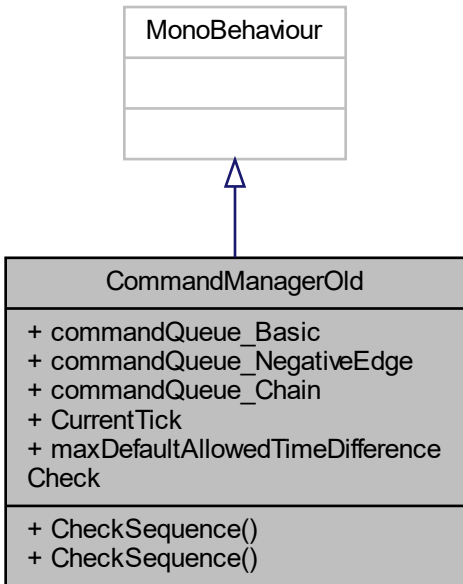 MonoBehaviour
CommandManagerOld
+ commandQueue_Basic
+ commandQueue_NegativeEdge
+ commandQueue_Chain
+ CurrentTick
+ maxDefaultAllowedTimeDifference
Check
+ CheckSequence()
+ CheckSequence()